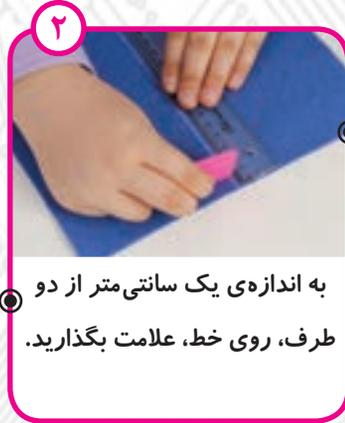 ۲
به اندازه‌ی یک سانتی‌متر از دو
طرف، روی خط، علامت بگذارید.